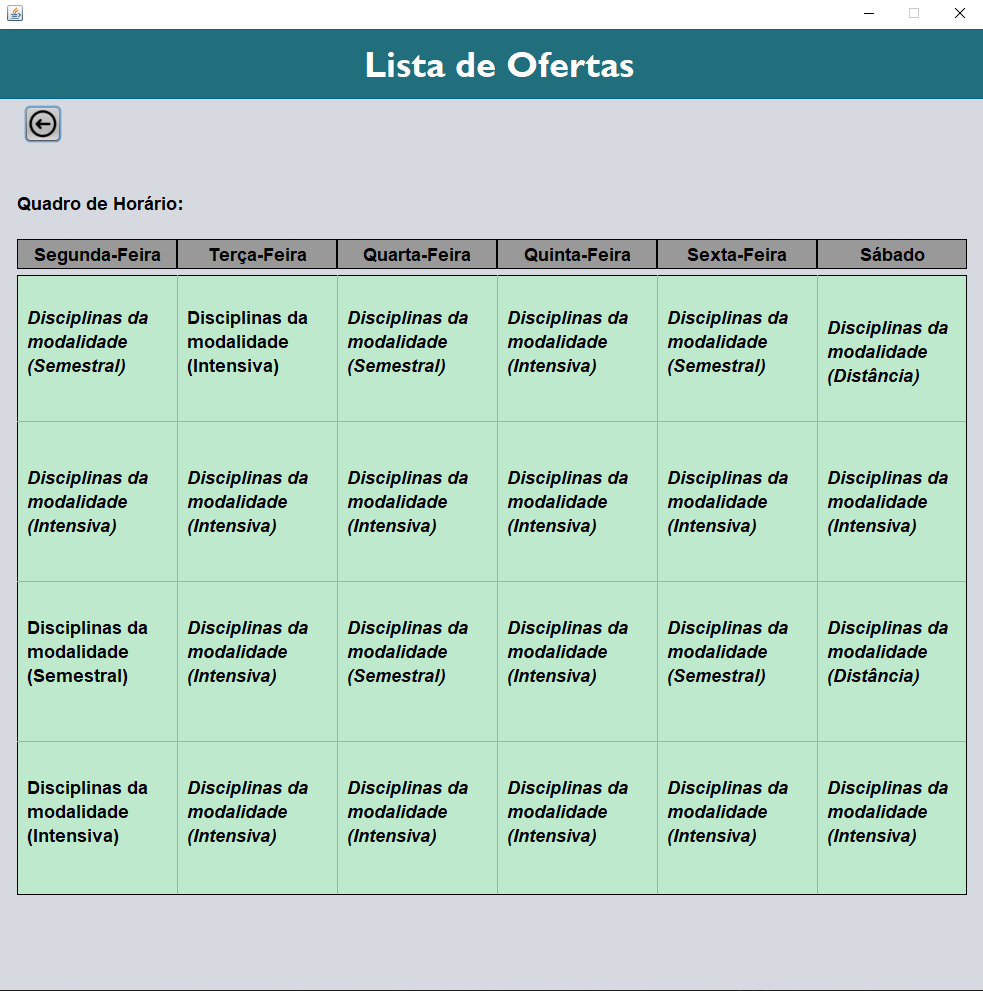 Lista de Ofertas
Quadro de Horário:
Segunda-Feira Terça-Feira Quarta-Feira Quinta-Feira Sexta-Feira Sábado
Disciplinas da modalidade (Semestral)
Disciplinas da modalidade (Intensiva)
Disciplinas da modalidade (Semestral)
Disciplinas da modalidade (Intensiva)
Disciplinas da modalidade (Semestral)
Disciplinas da modalidade (Distância)
Disciplinas da modalidade (Intensiva)
Disciplinas da modalidade (Intensiva)
Disciplinas da modalidade (Intensiva)
Disciplinas da modalidade (Intensiva)
Disciplinas da modalidade (Intensiva)
Disciplinas da modalidade (Intensiva)
Disciplinas da modalidade (Semestral)
Disciplinas da modalidade (Intensiva)
Disciplinas da modalidade (Semestral)
Disciplinas da modalidade (Intensiva)
Disciplinas da modalidade (Semestral)
Disciplinas da modalidade (Distância)
Disciplinas da modalidade (Intensiva)
Disciplinas da modalidade (Intensiva)
Disciplinas da modalidade (Intensiva)
Disciplinas da modalidade (Intensiva)
Disciplinas da modalidade (Intensiva)
Disciplinas da modalidade (Intensiva)